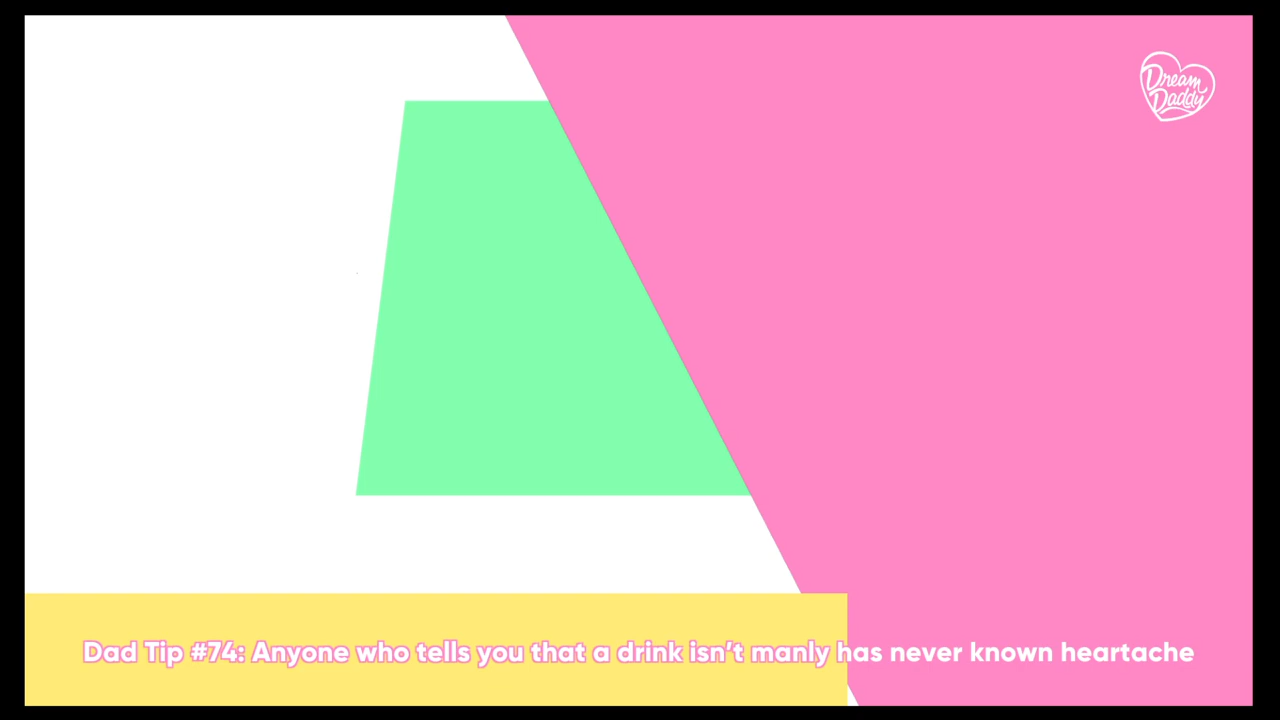 Dream
Daddy
Dad Tip #74: Anyone who tells you that a drink isn't manly has never known heartache